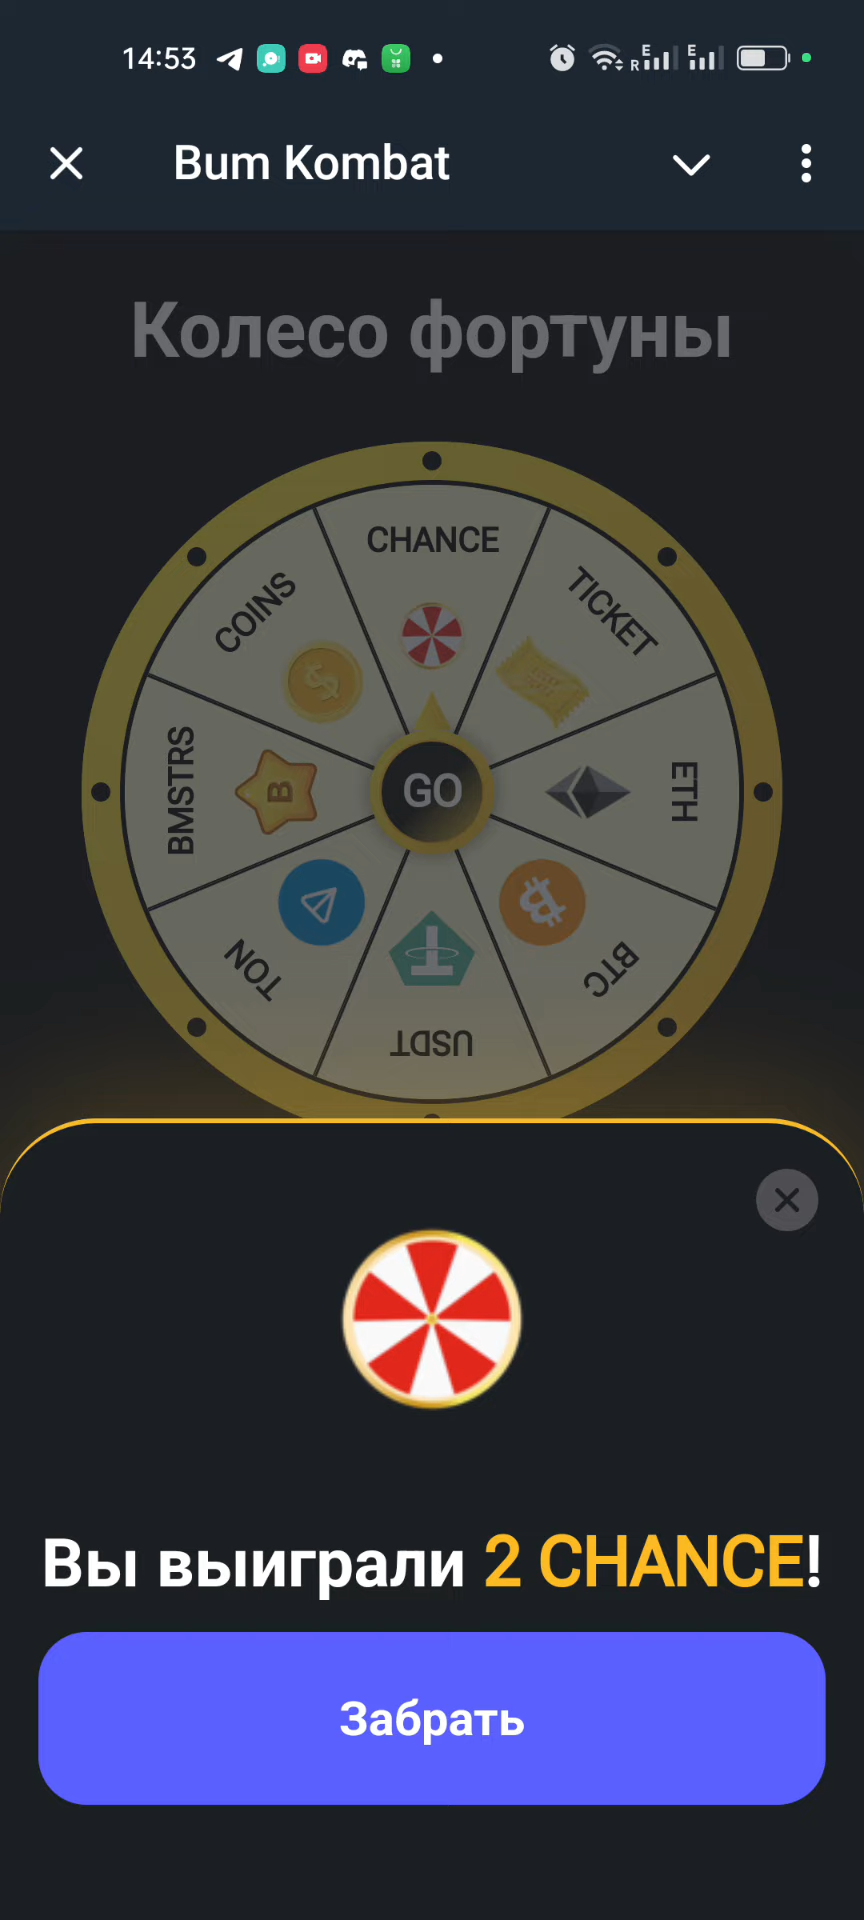 14:53
Bum Kombat
Колесо фортуны
CHANCE
TICKET
COINS
ETH
BMSTRS
B
GO
BTC
TON
USDT
Вы выиграли 2 CHANCE!
Забрать